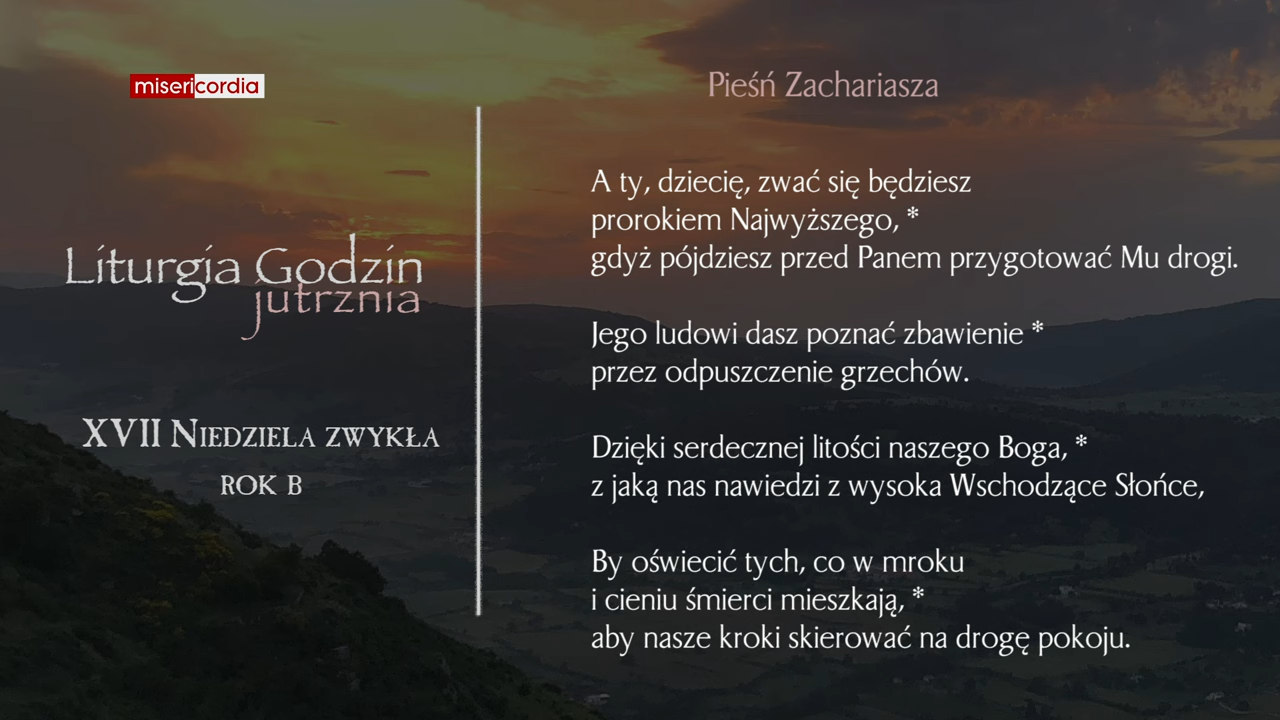 misericordia
Liturgia Godzin
jutrznia
XVII Niedziela zwykła
rok B
Pieśń Zachariasza
A ty, dziecię, zwać się będziesz
prorokiem Najwyższego, *
gdyż pójdziesz przed Panem przygotować Mu drogi.
Jego ludowi dasz poznać zbawienie *
przez odpuszczenie grzechów.
Dzięki serdecznej litości naszego Boga, *
z jaką nas nawiedzi z wysoka Wschodzące Słońce,
By oświecić tych, co w mroku
i cieniu śmierci mieszkają, *
aby nasze kroki skierować na drogę pokoju.